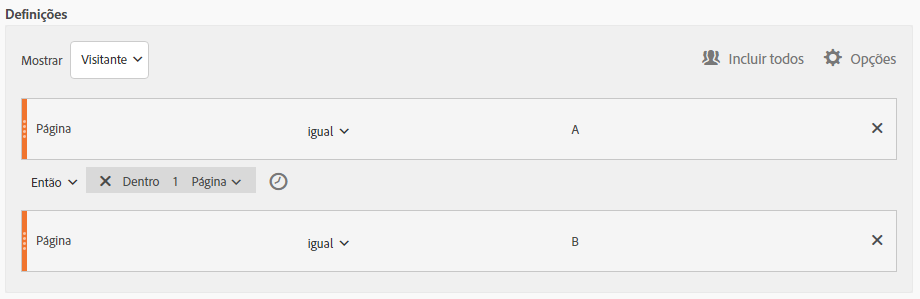 Definições
Mostrar Visitante Incluir todos Opções
Página igual A
Então Dentro 1 Página
Página igual B